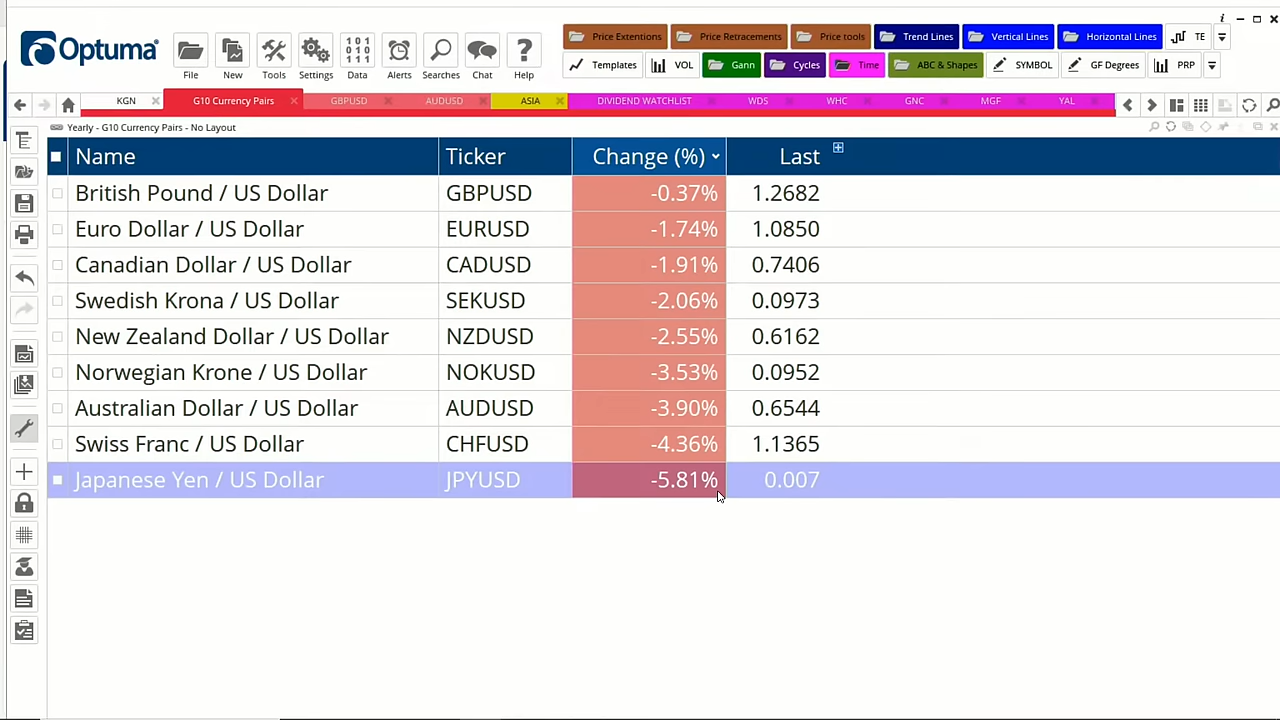 i
Optuma
File New Tools Settings Data Alerts Searches Chat Help
Price Extentions Price Retracements Price tools Trend Lines Vertical Lines Horizontal Lines TE
Templates VOL Gann Cycles Time ABC & Shapes SYMBOL GF Degrees PRP
KGN G10 Currency Pairs GBPUSD AUDUSD ASIA DIVIDEND WATCHLIST WDS WHC GNC MGF YAL
Yearly - G10 Currency Pairs - No Layout
Name Ticker Change (%) Last
British Pound / US Dollar GBPUSD -0.37% 1.2682
Euro Dollar / US Dollar EURUSD -1.74% 1.0850
Canadian Dollar / US Dollar CADUSD -1.91% 0.7406
Swedish Krona / US Dollar SEKUSD -2.06% 0.0973
New Zealand Dollar / US Dollar NZDUSD -2.55% 0.6162
Norwegian Krone / US Dollar NOKUSD -3.53% 0.0952
Australian Dollar / US Dollar AUDUSD -3.90% 0.6544
Swiss Franc / US Dollar CHFUSD -4.36% 1.1365
Japanese Yen / US Dollar JPYUSD -5.81% 0.007